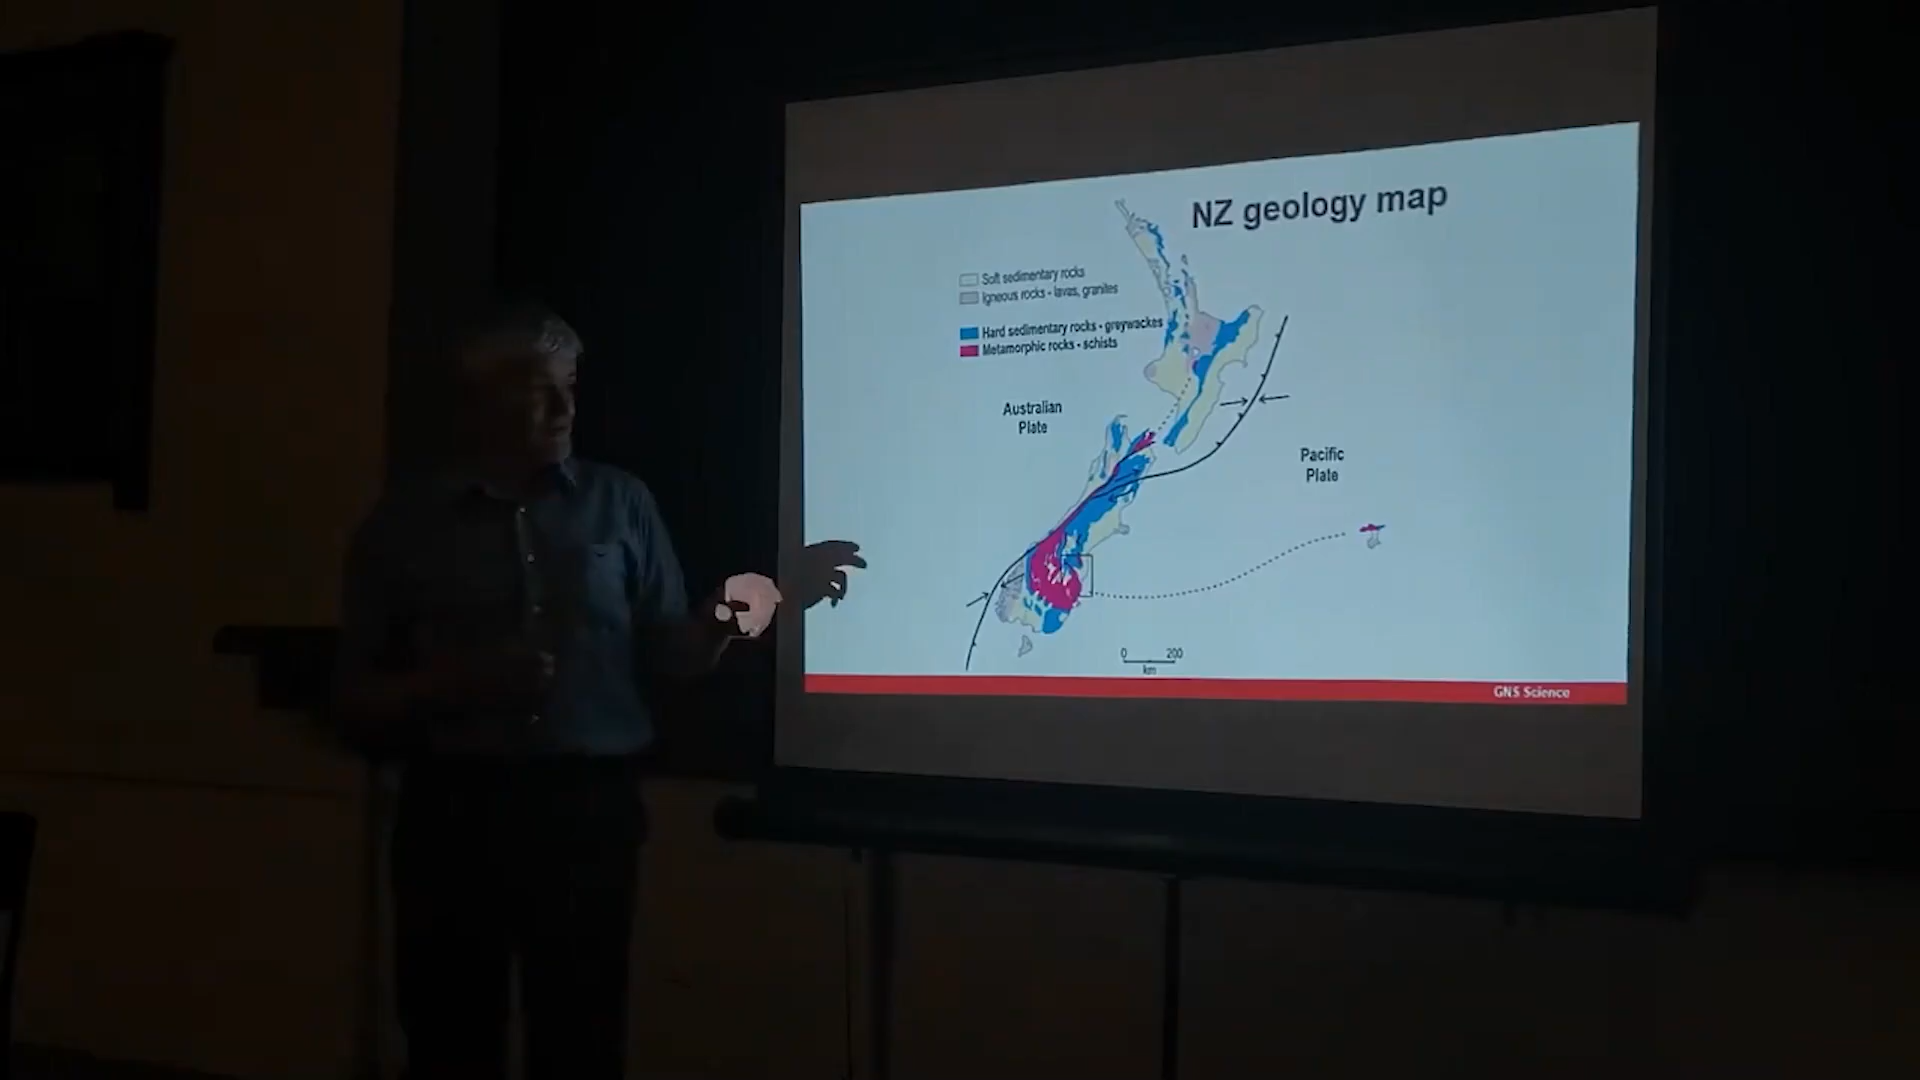 NZ geology map
Soft sedimentary rocks
Igneous rocks - lavas, granites
Hard sedimentary rocks - greywackes
Metamorphic rocks - schists
Australian
Plate
Pacific
Plate
0 200
km
GNS Science